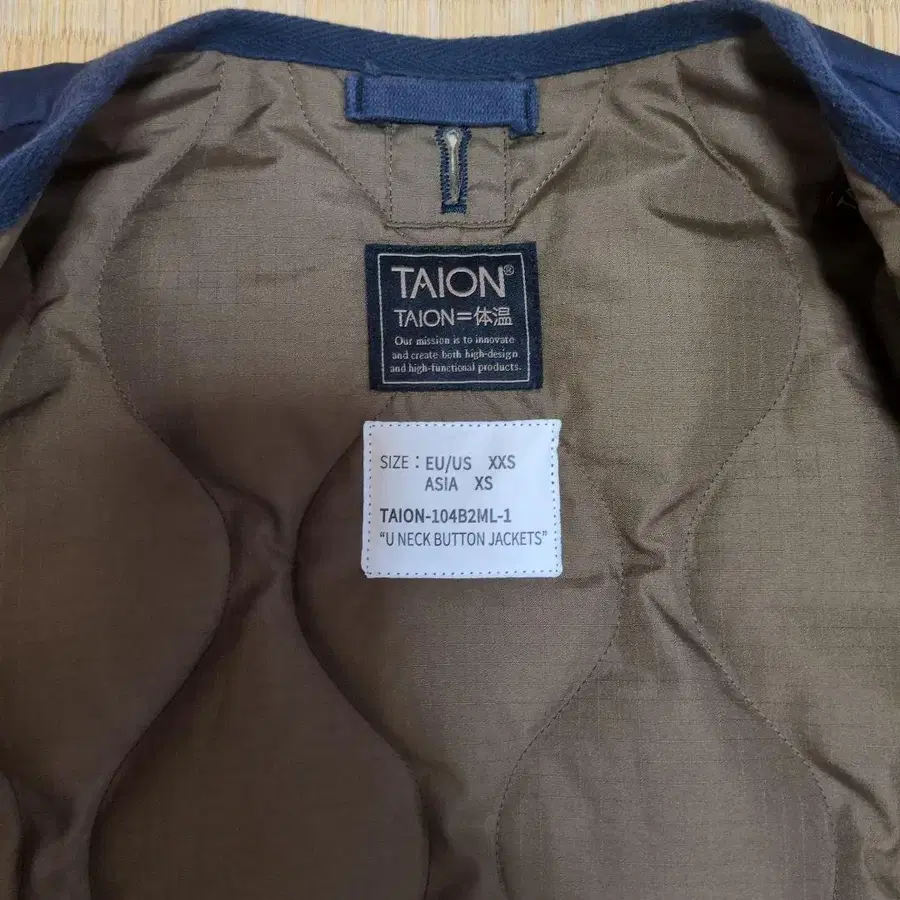 TAION®
TAION=体温
Our mission is to innovate
and create both high-design
and high-functional products.
SIZE : EU/US XXS
ASIA XS
TAION-104B2ML-1
“U NECK BUTTON JACKETS”